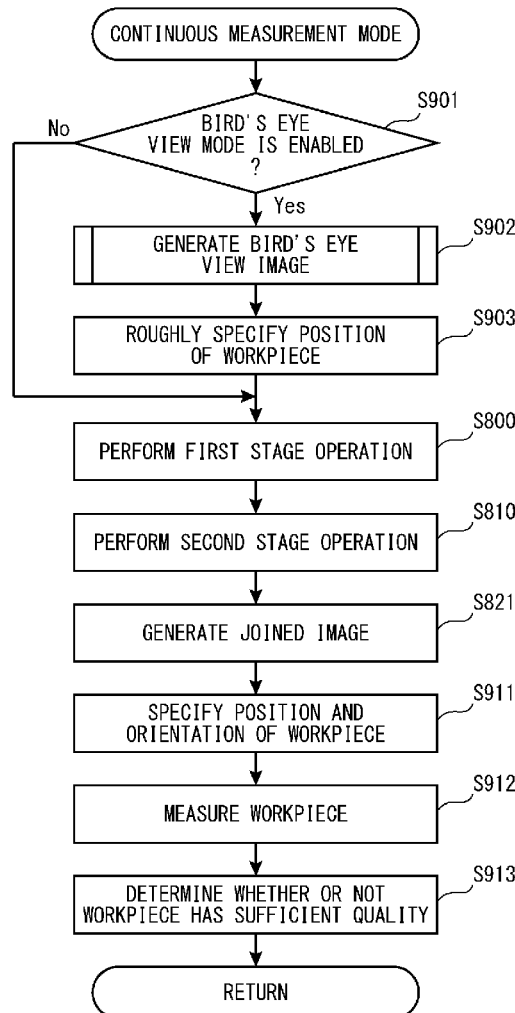 CONTINUOUS MEASUREMENT MODE
S901
BIRD'S EYE
VIEW MODE IS ENABLED
?
No
Yes
S902
GENERATE BIRD'S EYE
VIEW IMAGE
S903
ROUGHLY SPECIFY POSITION
OF WORKPIECE
S800
PERFORM FIRST STAGE OPERATION
S810
PERFORM SECOND STAGE OPERATION
S821
GENERATE JOINED IMAGE
S911
SPECIFY POSITION AND
ORIENTATION OF WORKPIECE
S912
MEASURE WORKPIECE
S913
DETERMINE WHETHER OR NOT
WORKPIECE HAS SUFFICIENT QUALITY
RETURN